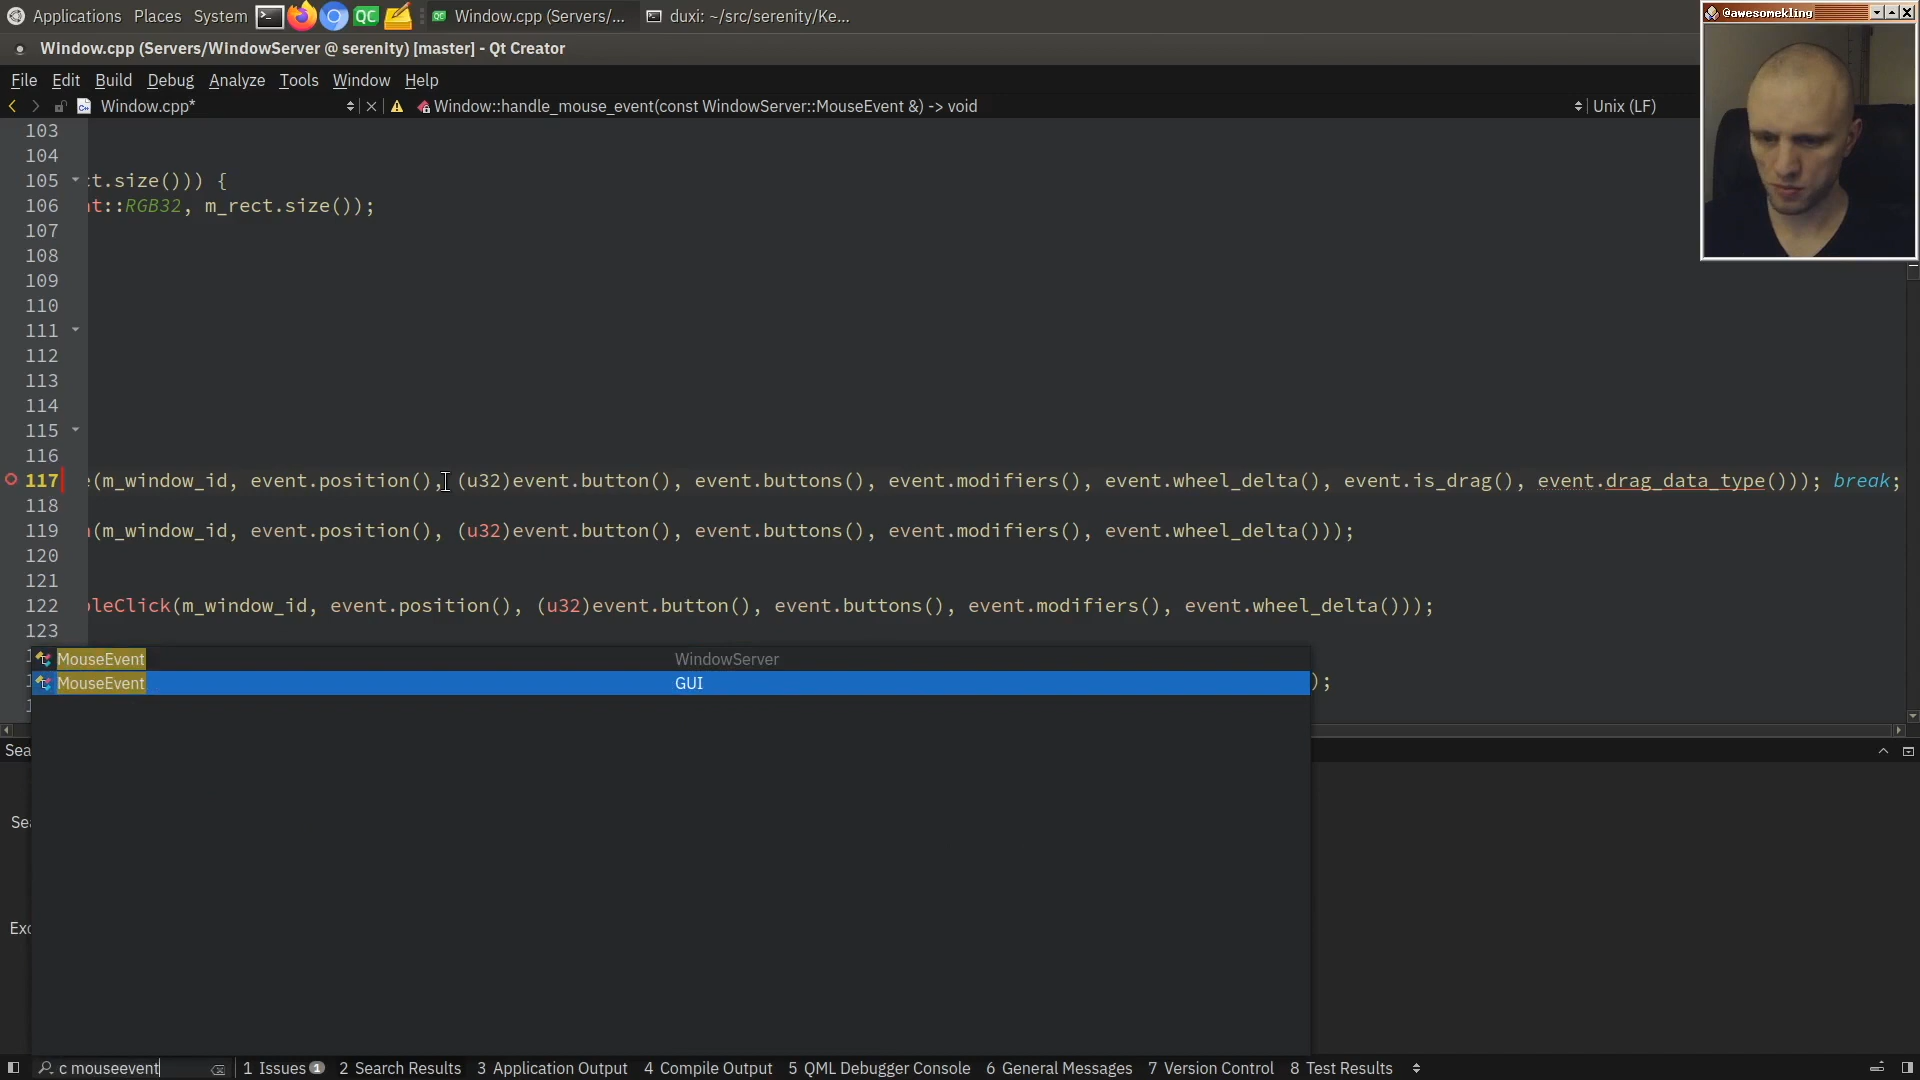 Applications Places System QC QC Window.cpp (Servers/... duxi: ~/src/serenity/Ke...
@awesomekling
Window.cpp (Servers/WindowServer @ serenity) [master] - Qt Creator
File Edit Build Debug Analyze Tools Window Help
Window.cpp* Window::handle_mouse_event(const WindowServer::MouseEvent &) -> void Unix (LF)
103
104
105 ct.size())) {
106 at::RGB32, m_rect.size());
107
108
109
110
111
112
113
114
115
116
117 e(m_window_id, event.position(), (u32)event.button(), event.buttons(), event.modifiers(), event.wheel_delta(), event.is_drag(), event.drag_data_type())); break;
118
119 (m_window_id, event.position(), (u32)event.button(), event.buttons(), event.modifiers(), event.wheel_delta()));
120
121
122 leClick(m_window_id, event.position(), (u32)event.button(), event.buttons(), event.modifiers(), event.wheel_delta()));
123
MouseEvent WindowServer
MouseEvent GUI );
Sea
Sea
Exc
c mouseevent 1 Issues 1 2 Search Results 3 Application Output 4 Compile Output 5 QML Debugger Console 6 General Messages 7 Version Control 8 Test Results